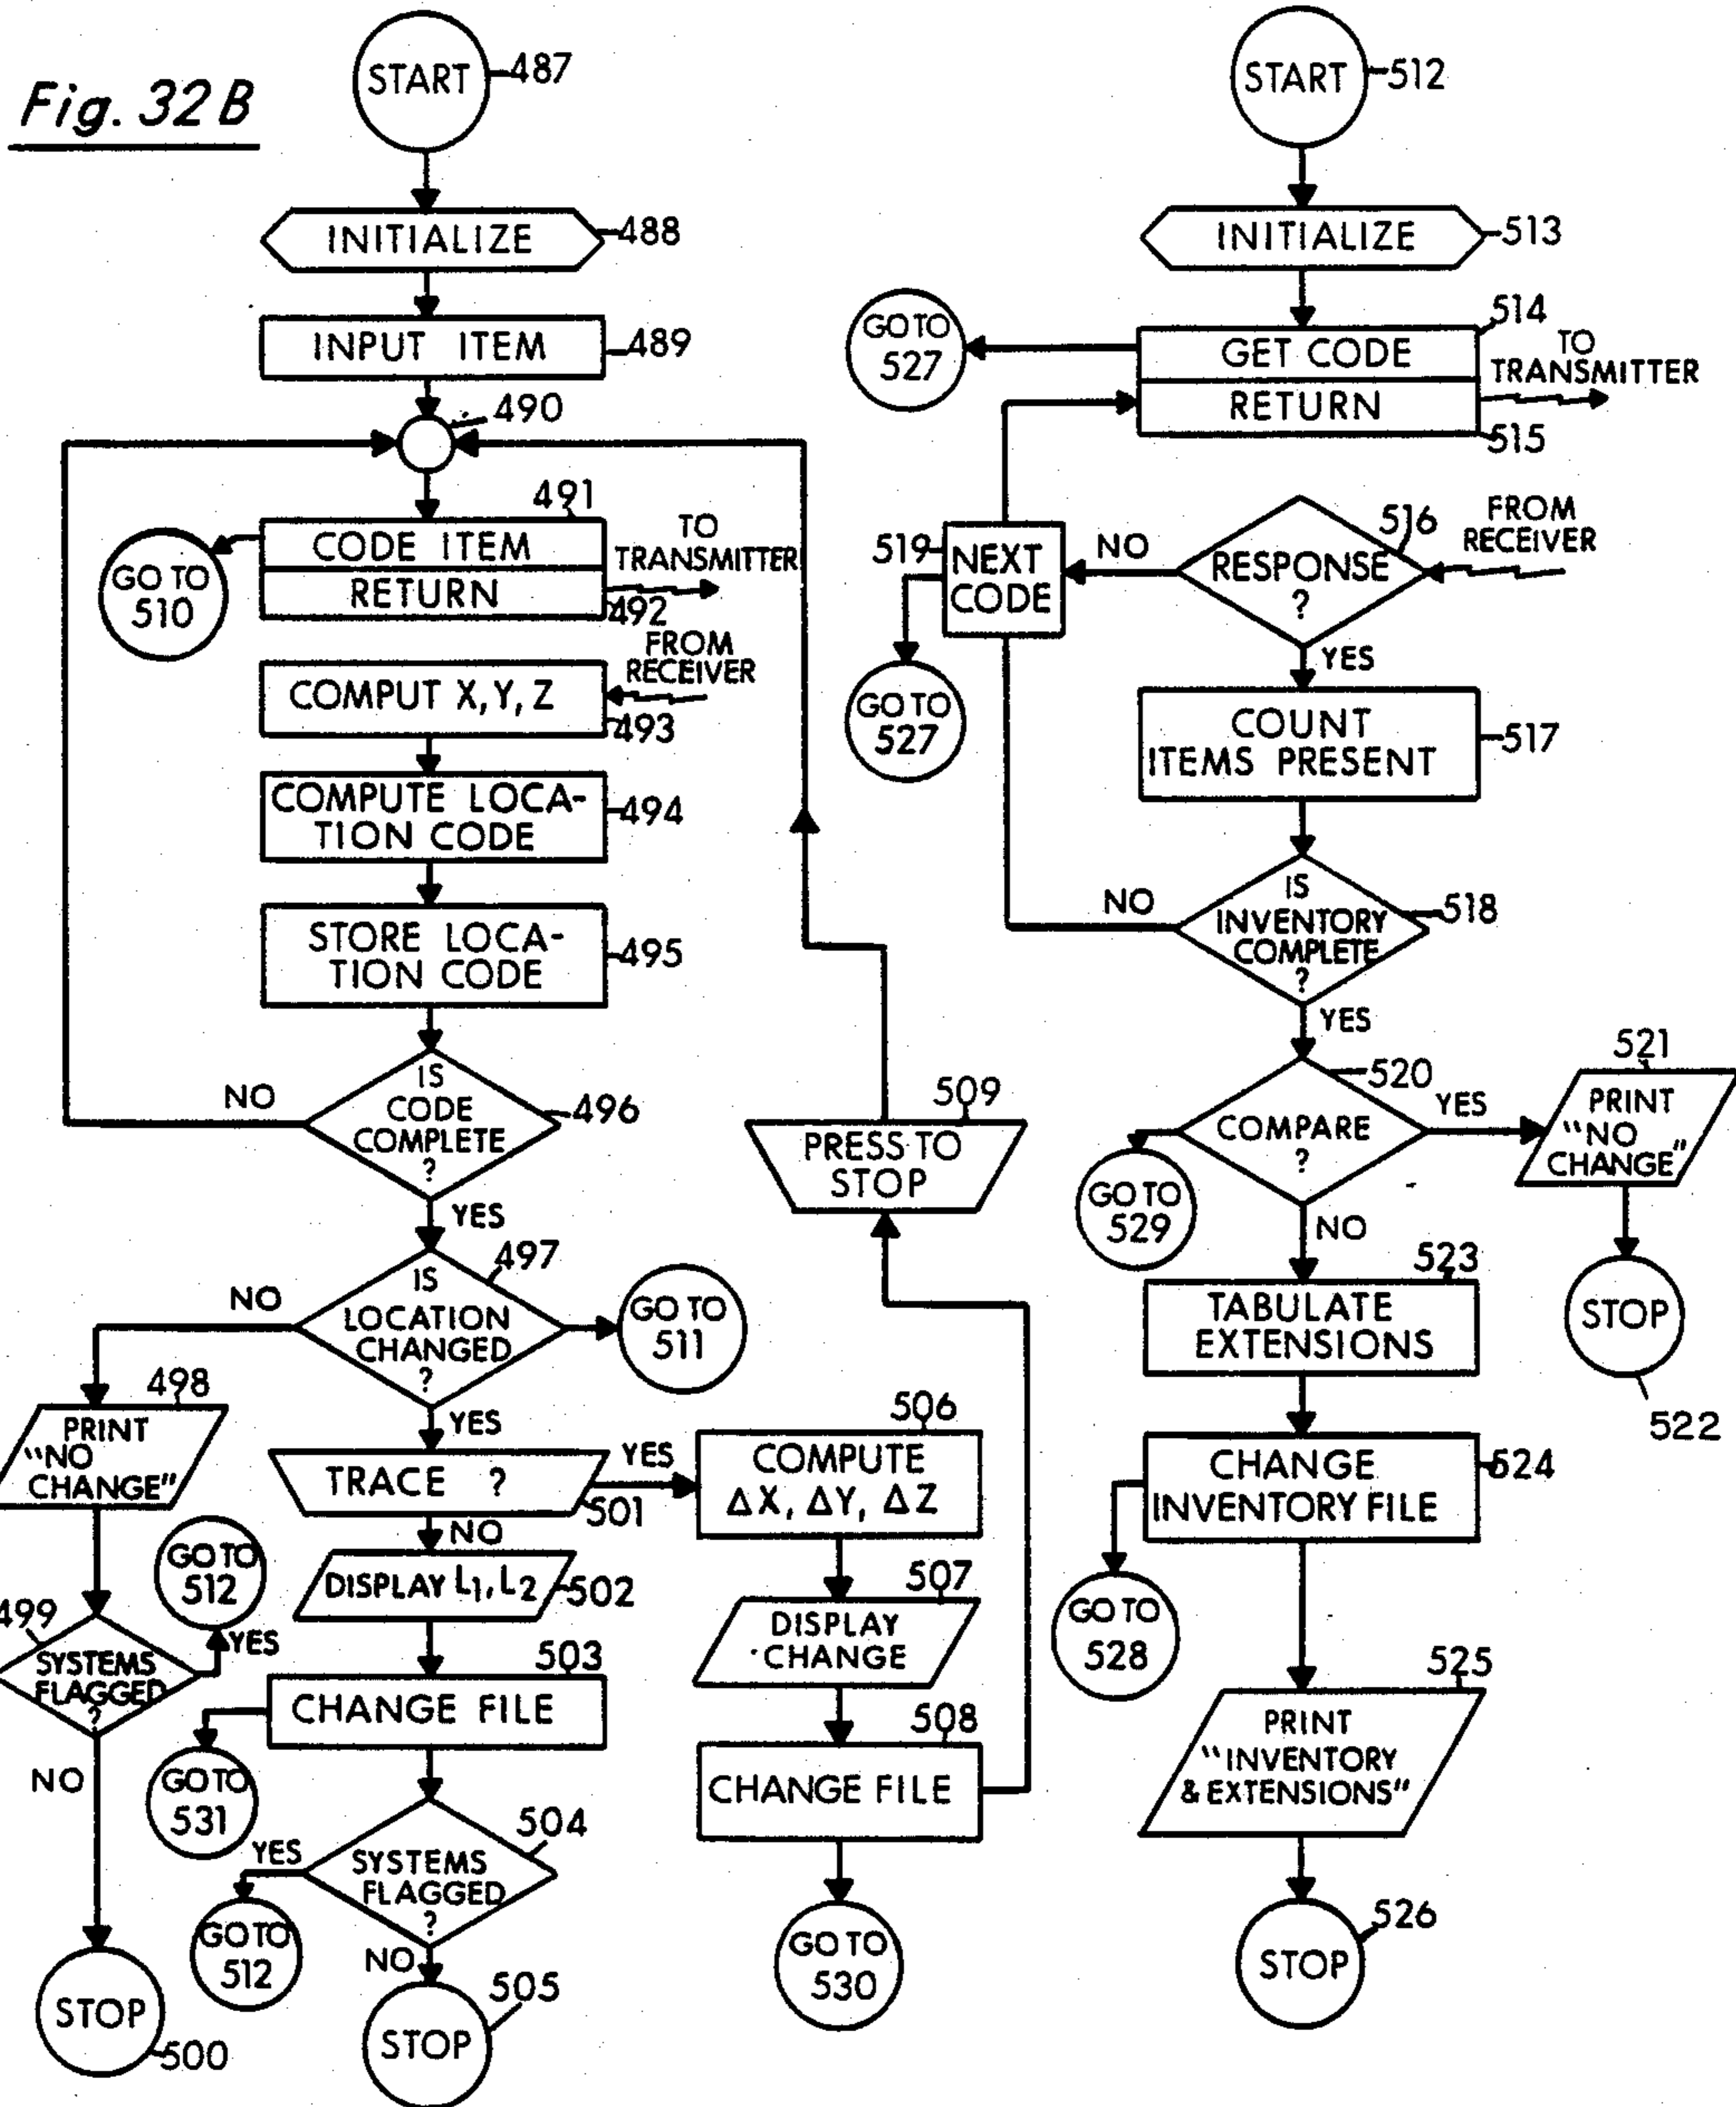 Fig. 32B
START 487
INITIALIZE 488
INPUT ITEM 489
490
491
CODE ITEM
RETURN
492
TO
TRANSMITTER
GO TO
510
FROM
RECEIVER
COMPUT X, Y, Z
493
COMPUTE LOCA-
TION CODE
494
STORE LOCA-
TION CODE
495
IS
CODE
COMPLETE
?
496
NO
YES
497
IS
LOCATION
CHANGED
?
NO
GO TO
511
YES
498
PRINT
"NO
CHANGE"
499
SYSTEMS
FLAGGED
?
YES
GO TO
512
NO
STOP
500
TRACE ?
501
YES
NO
DISPLAY L1, L2
502
503
CHANGE FILE
GO TO
531
504
SYSTEMS
FLAGGED
?
YES
GO TO
512
NO
STOP
505
506
COMPUTE
ΔX, ΔY, ΔZ
507
DISPLAY
CHANGE
508
CHANGE FILE
GO TO
530
509
PRESS TO
STOP
START 512
INITIALIZE 513
514
GET CODE
RETURN
515
TO
TRANSMITTER
GO TO
527
516
RESPONSE
?
FROM
RECEIVER
NO
519
NEXT
CODE
GO TO
527
YES
COUNT
ITEMS PRESENT
517
IS
INVENTORY
COMPLETE
?
518
NO
YES
520
COMPARE
?
GO TO
529
YES
521
PRINT
"NO
CHANGE"
STOP
522
NO
523
TABULATE
EXTENSIONS
CHANGE
INVENTORY FILE
524
GO TO
528
525
PRINT
"INVENTORY
& EXTENSIONS"
526
STOP